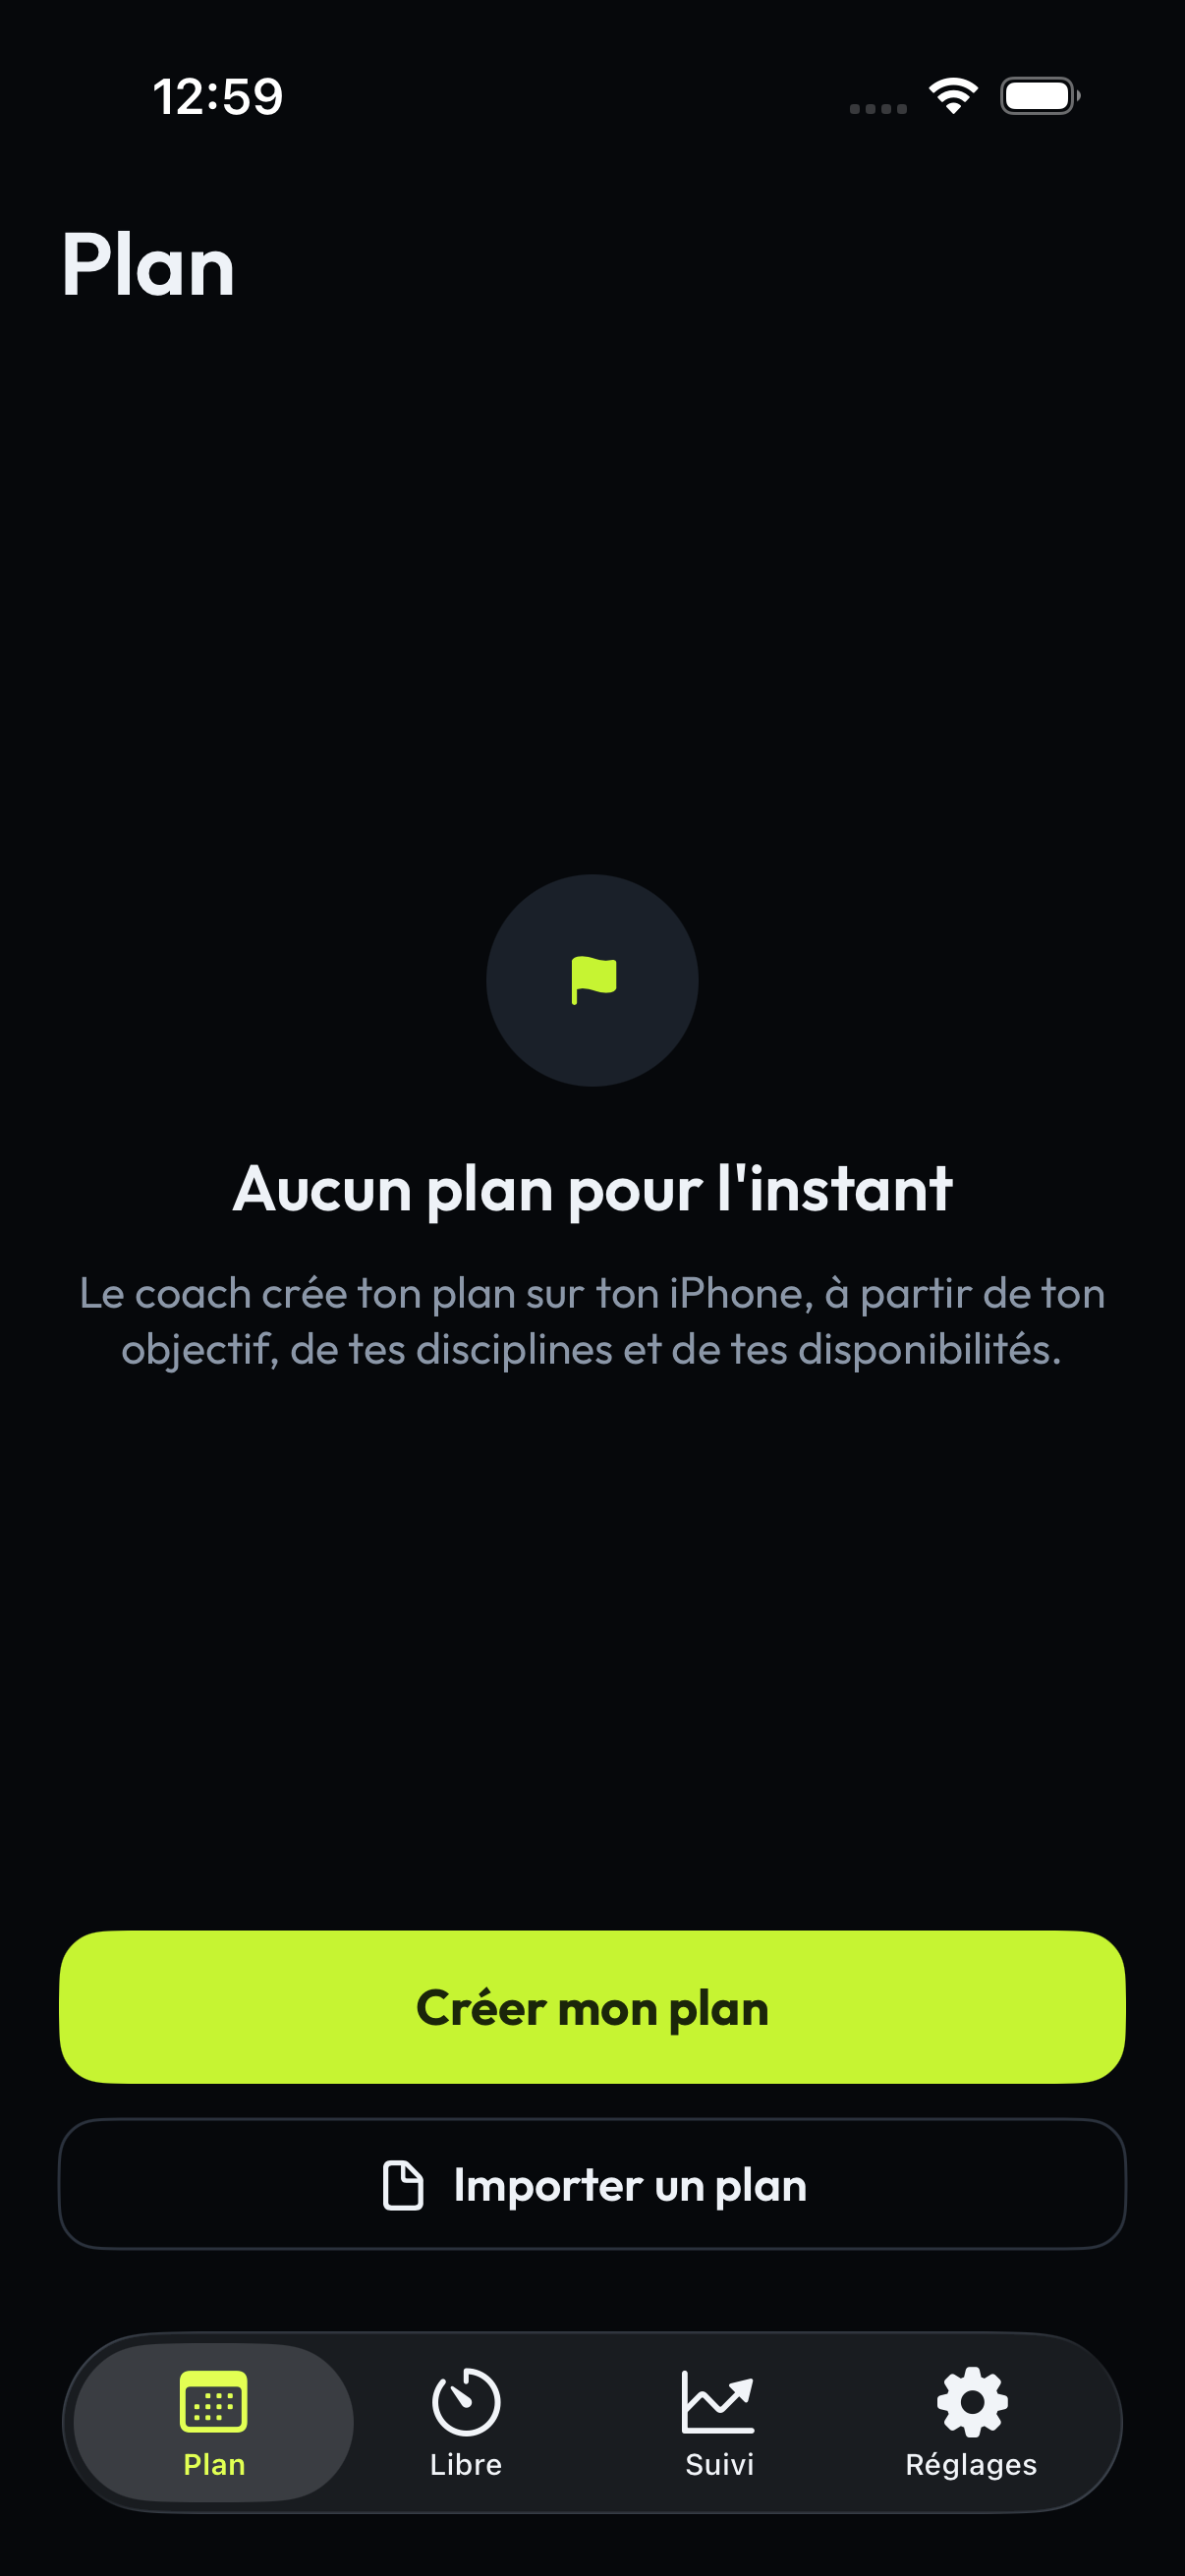 12:59
Plan
Aucun plan pour l'instant
Le coach crée ton plan sur ton iPhone, à partir de ton
objectif, de tes disciplines et de tes disponibilités.
Créer mon plan
Importer un plan
Plan
Libre
Suivi
Réglages